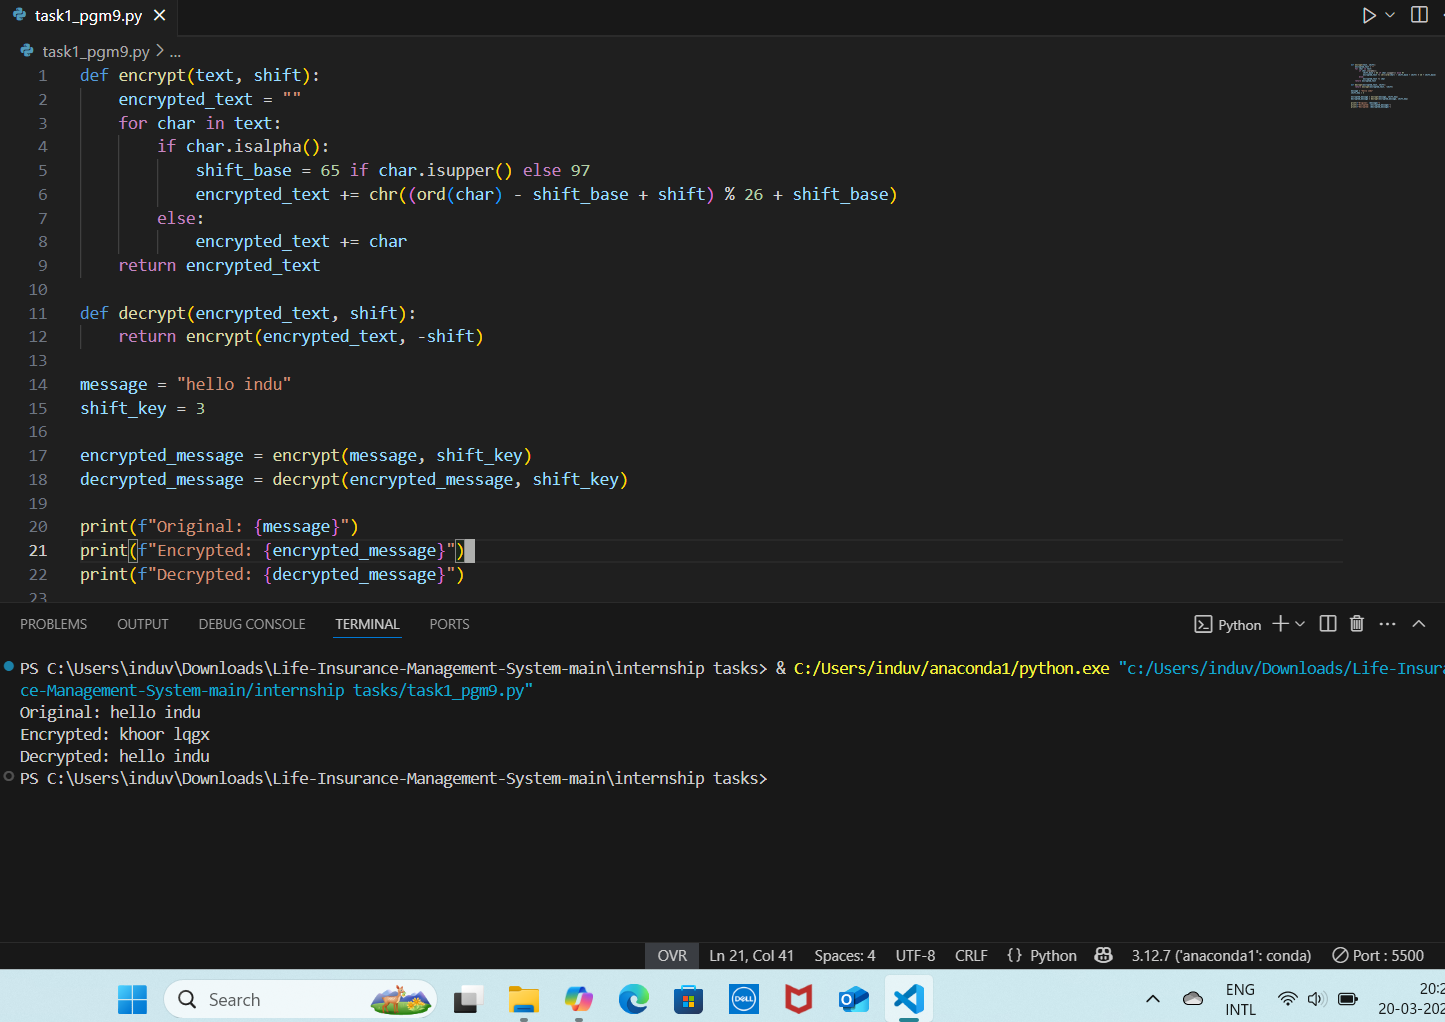 task1_pgm9.py
task1_pgm9.py > ...
1 def encrypt(text, shift):
2     encrypted_text = ""
3     for char in text:
4         if char.isalpha():
5             shift_base = 65 if char.isupper() else 97
6             encrypted_text += chr((ord(char) - shift_base + shift) % 26 + shift_base)
7         else:
8             encrypted_text += char
9     return encrypted_text
10
11 def decrypt(encrypted_text, shift):
12     return encrypt(encrypted_text, -shift)
13
14 message = "hello indu"
15 shift_key = 3
16
17 encrypted_message = encrypt(message, shift_key)
18 decrypted_message = decrypt(encrypted_message, shift_key)
19
20 print(f"Original: {message}")
21 print(f"Encrypted: {encrypted_message}")
22 print(f"Decrypted: {decrypted_message}")
23
PROBLEMS OUTPUT DEBUG CONSOLE TERMINAL PORTS Python
PS C:\Users\induv\Downloads\Life-Insurance-Management-System-main\internship tasks> & C:/Users/induv/anaconda1/python.exe "c:/Users/induv/Downloads/Life-Insura
ce-Management-System-main/internship tasks/task1_pgm9.py"
Original: hello indu
Encrypted: khoor lqgx
Decrypted: hello indu
PS C:\Users\induv\Downloads\Life-Insurance-Management-System-main\internship tasks>
OVR Ln 21, Col 41 Spaces: 4 UTF-8 CRLF {} Python 3.12.7 ('anaconda1': conda) Port : 5500
Search DELL ENG 20:2
INTL 20-03-202